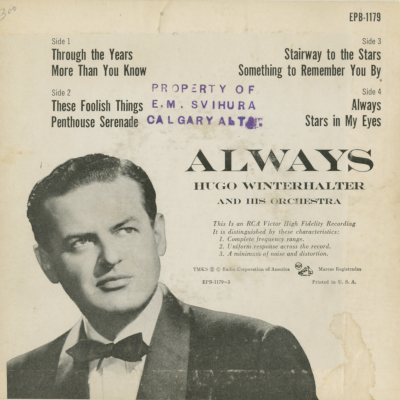 EPB-1179
Side 1
Through the Years
More Than You Know
Side 2
These Foolish Things
Penthouse Serenade
Side 3
Stairway to the Stars
Something to Remember You By
Side 4
Always
Stars in My Eyes
PROPERTY OF
E.M. SVIHURA
CALGARY ALTA.
ALWAYS
HUGO WINTERHALTER
AND HIS ORCHESTRA
This Is an RCA Victor High Fidelity Recording
It is distinguished by these characteristics:
1. Complete frequency range.
2. Uniform response across the record.
3. A minimum of noise and distortion.
TMKS ® © Radio Corporation of America Marcas Registradas
EPB-1179-3 Printed in U. S. A.